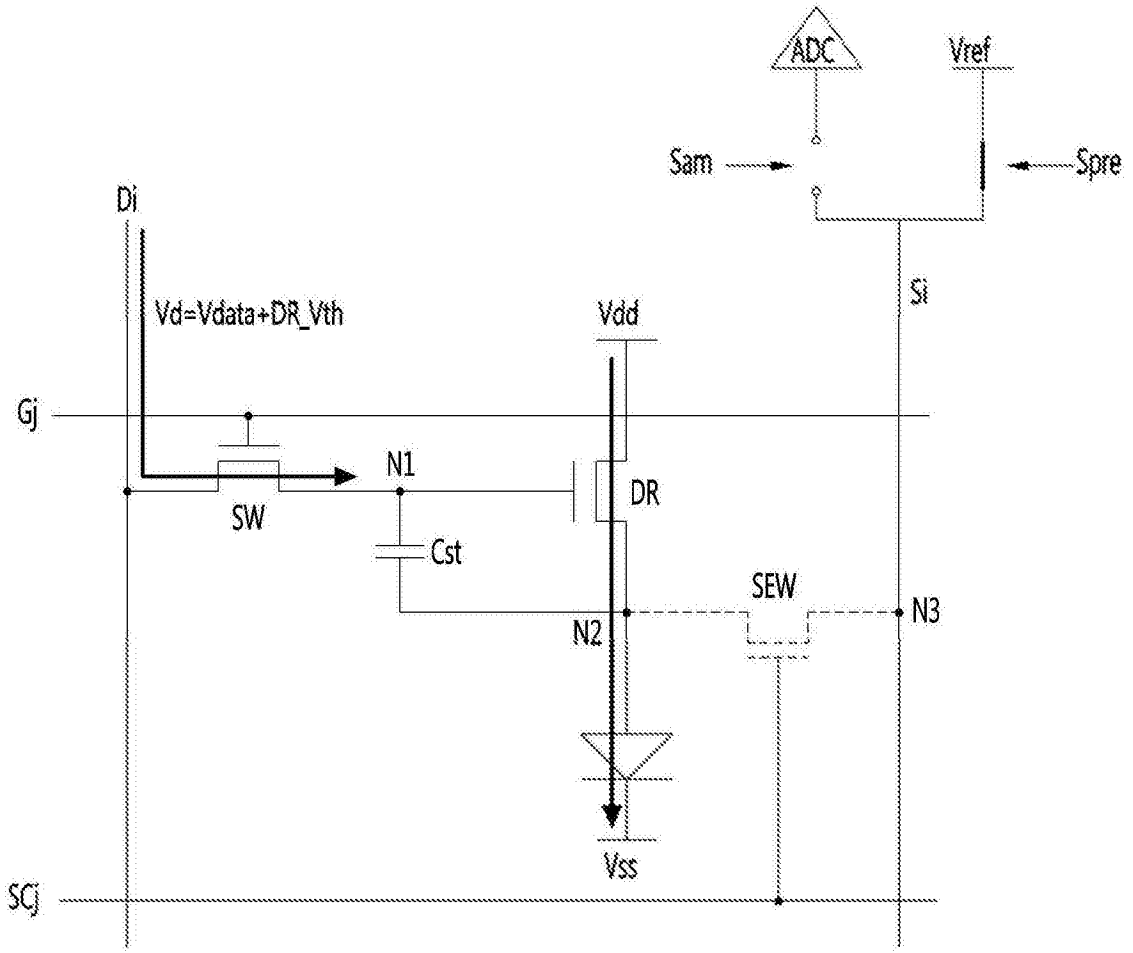 ADC
Vref
Sam
Spre
Di
Si
Vd=Vdata+DR_Vth
Vdd
Gj
N1
DR
SW
Cst
SEW
N3
N2
Vss
SCj